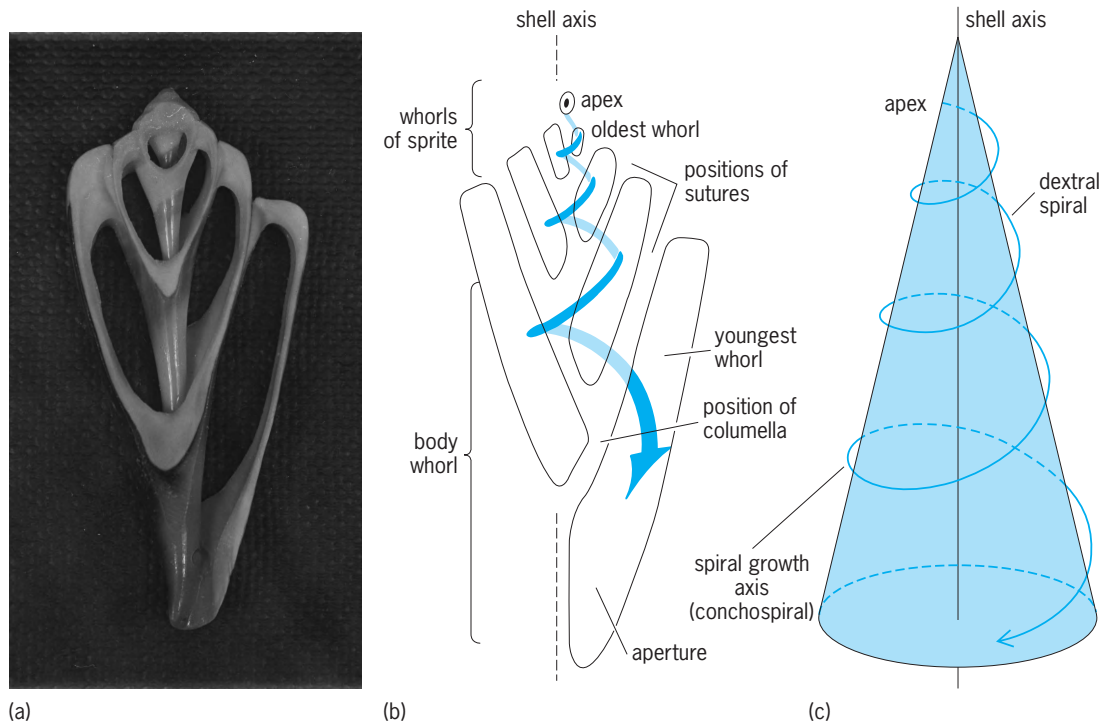 shell axis
apex
whorls
of sprite
oldest whorl
positions of
sutures
youngest
whorl
position of
columella
body
whorl
aperture
shell axis
apex
dextral
spiral
spiral growth
axis
(conchospiral)
(a)
(b)
(c)